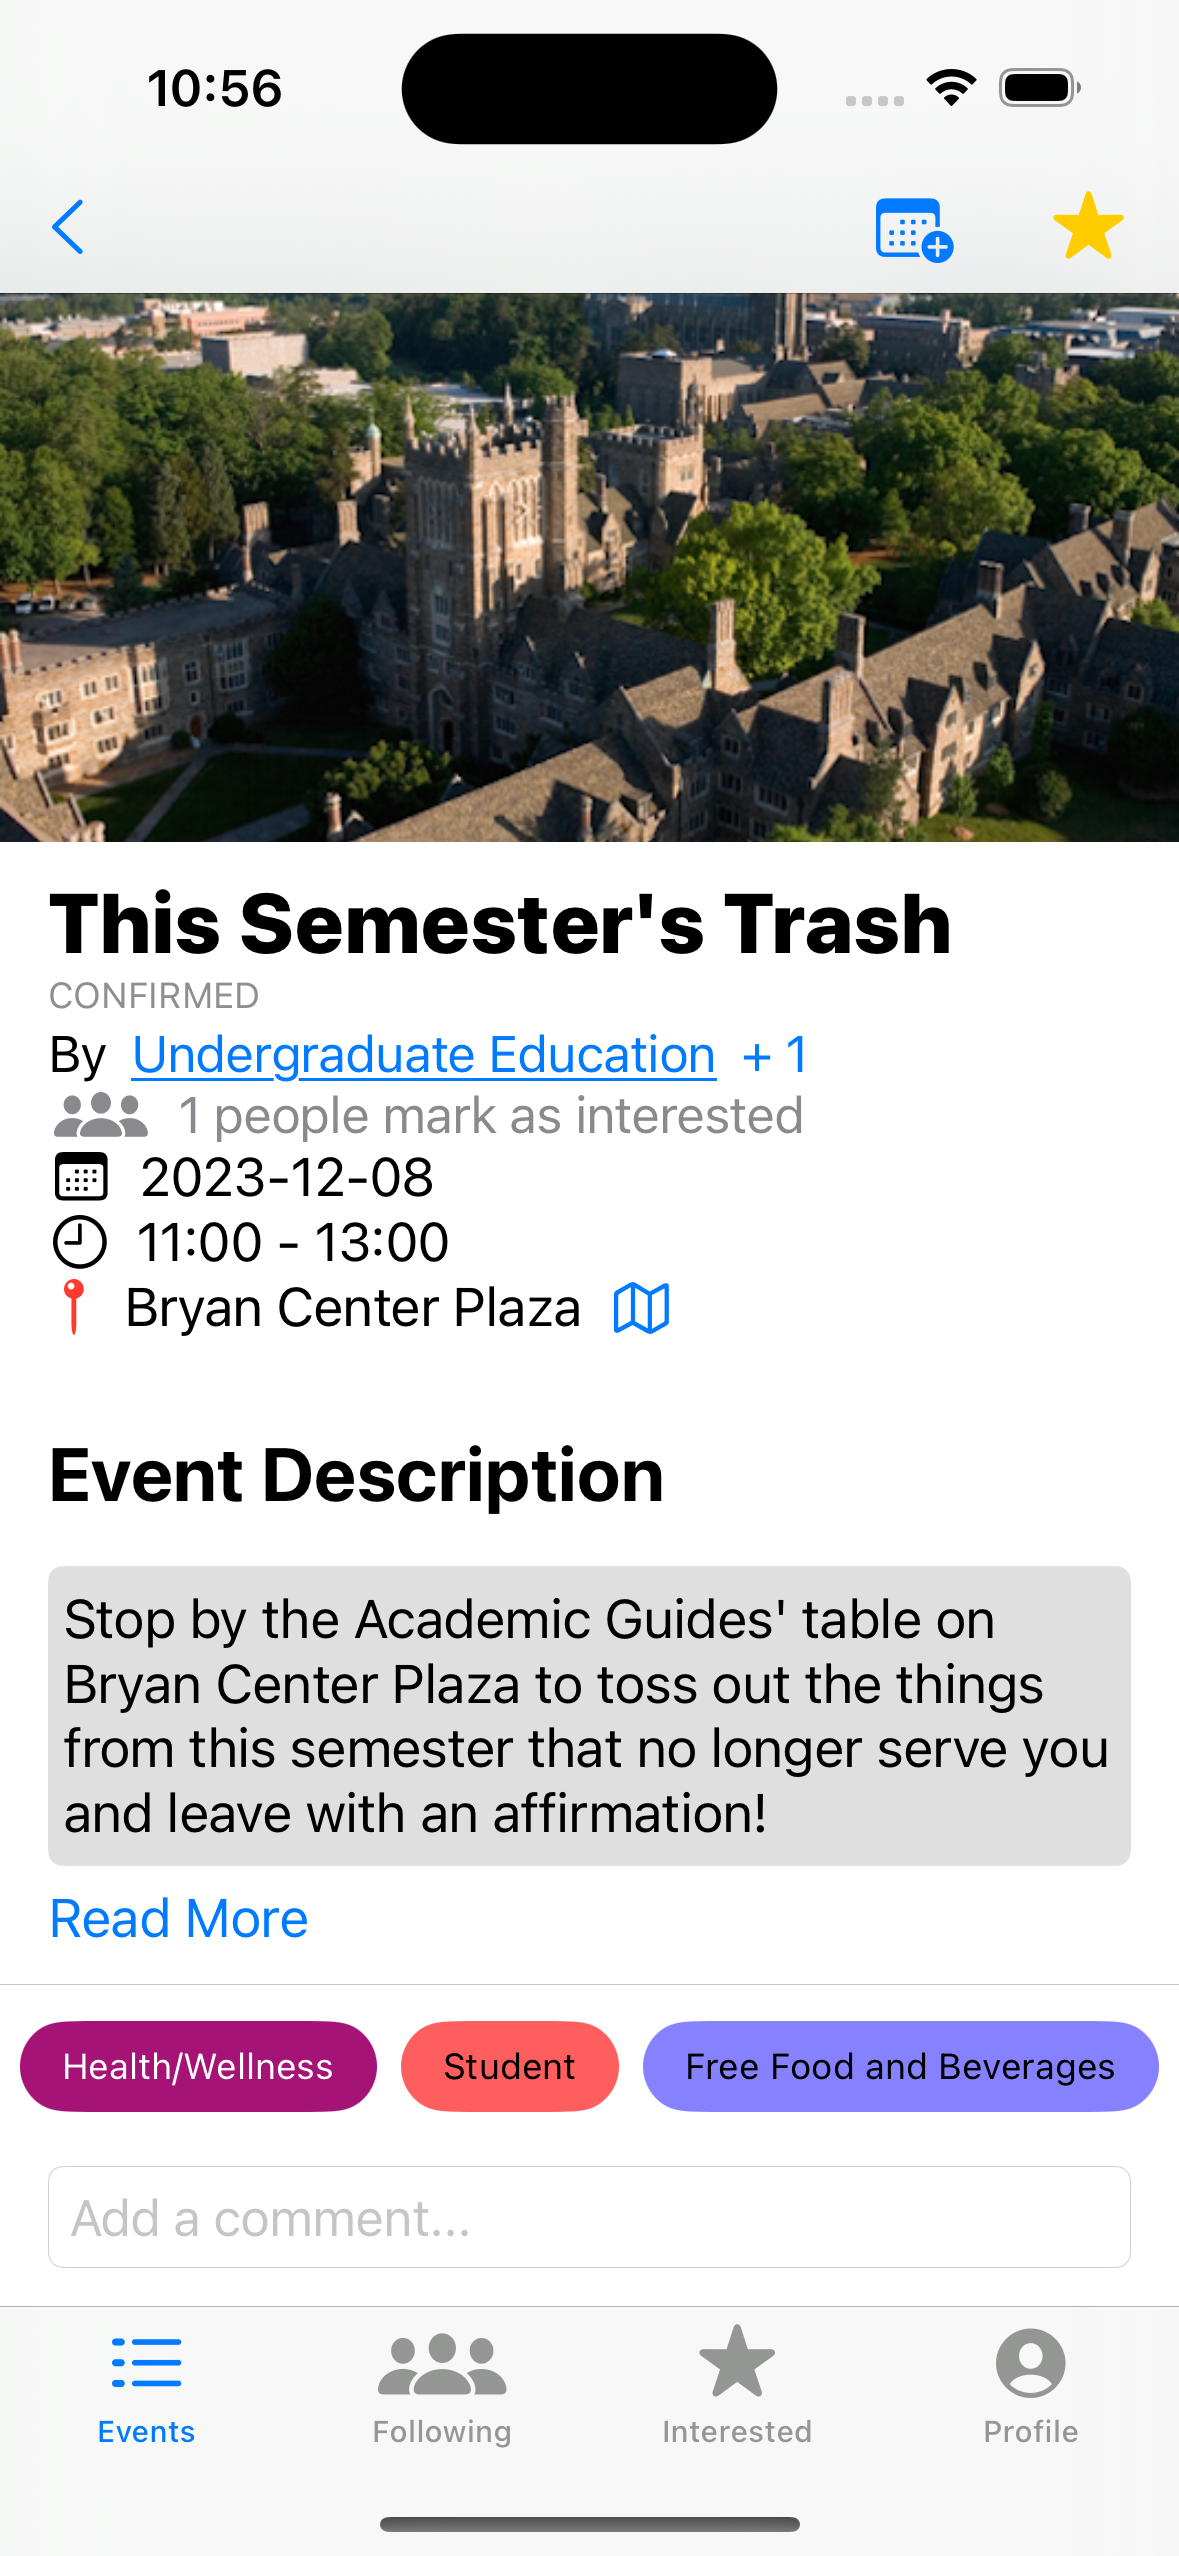 10:56
This Semester's Trash
CONFIRMED
By Undergraduate Education + 1
1 people mark as interested
2023-12-08
11:00 - 13:00
Bryan Center Plaza
Event Description
Stop by the Academic Guides' table on
Bryan Center Plaza to toss out the things
from this semester that no longer serve you
and leave with an affirmation!
Read More
Health/Wellness Student Free Food and Beverages
Add a comment...
Events Following Interested Profile